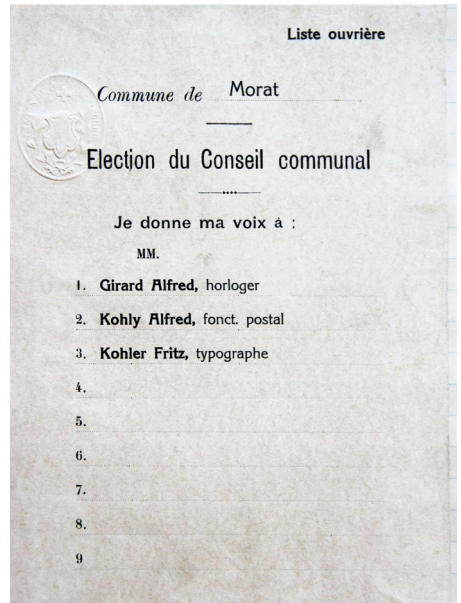 Liste ouvrière
Commune de Morat
Election du Conseil communal
Je donne ma voix à :
MM.
1. Girard Alfred, horloger
2. Kohly Alfred, fonct. postal
3. Kohler Fritz, typographe
4.
5.
6.
7.
8.
9